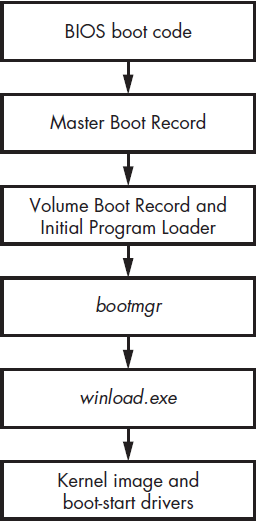 BIOS boot code
Master Boot Record
Volume Boot Record and
Initial Program Loader
bootmgr
winload.exe
Kernel image and
boot-start drivers